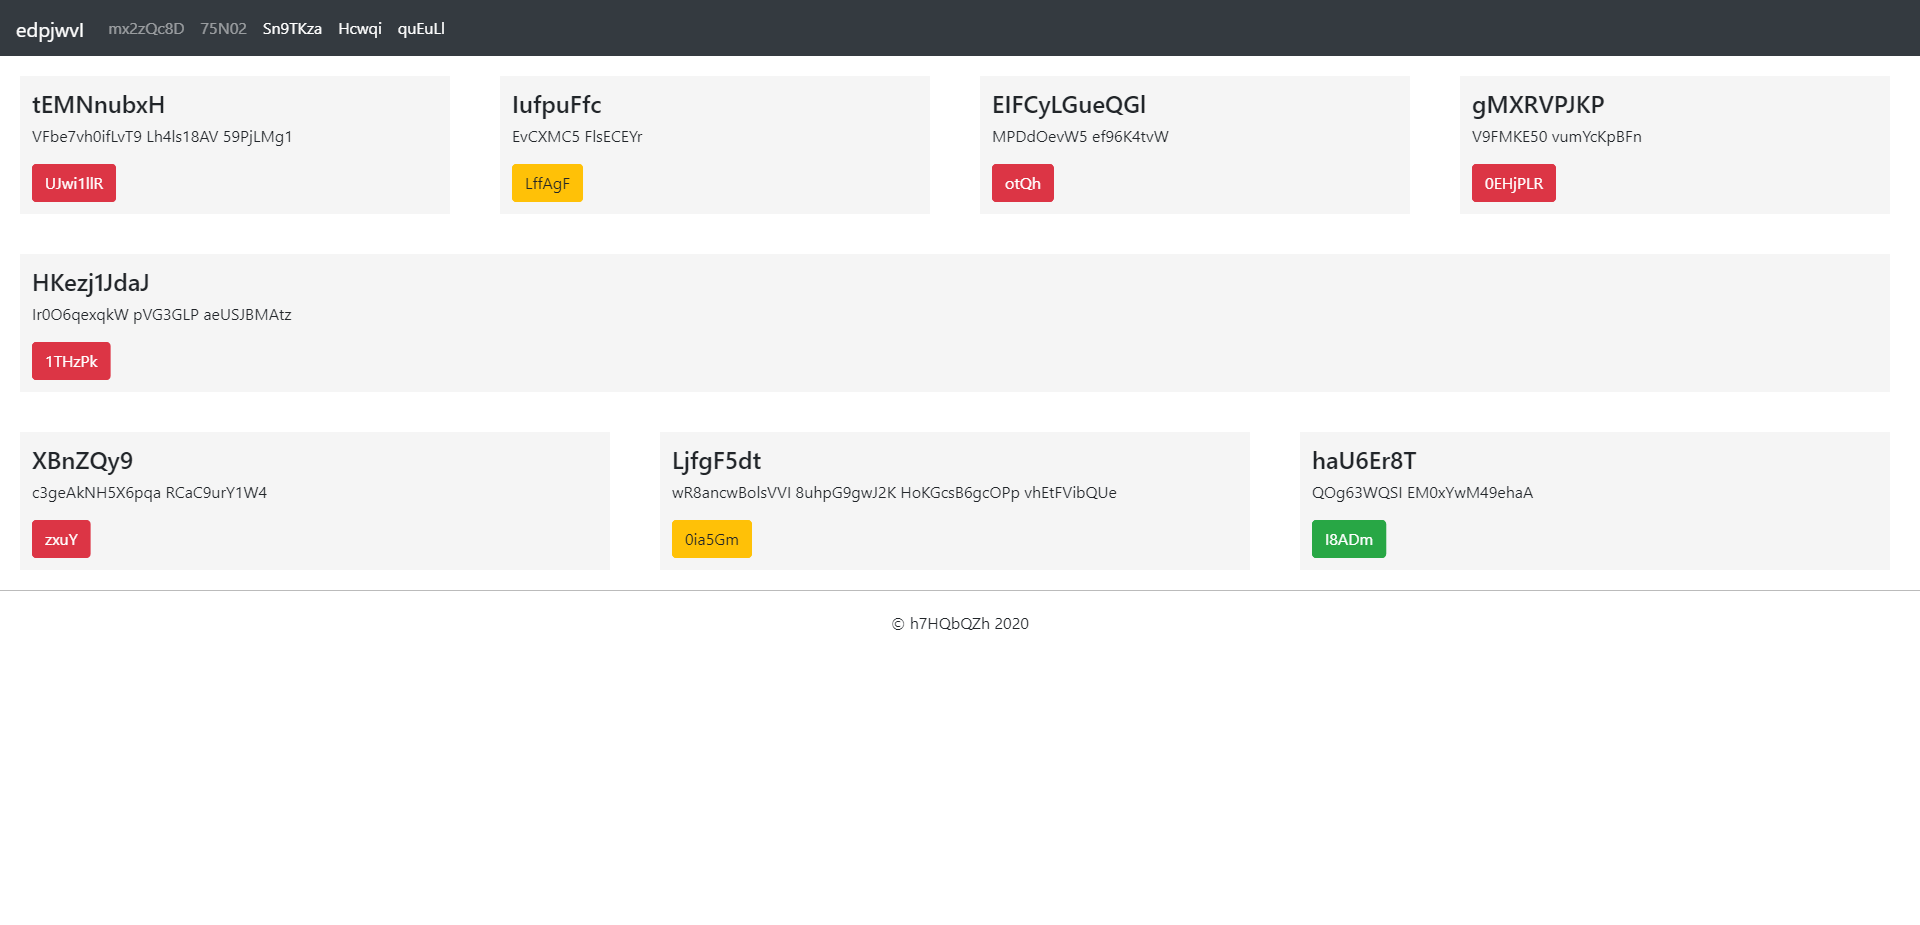 edpjwvI mx2zQc8D 75N02 Sn9TKza Hcwqi quEuLl
tEMNnubxH
VFbe7vh0ifLvT9 Lh4ls18AV 59PjLMg1
UJwi1llR
IufpuFfc
EvCXMC5 FlsECEYr
LffAgF
EIFCyLGueQGl
MPDdOevW5 ef96K4tvW
otQh
gMXRVPJKP
V9FMKE50 vumYcKpBFn
0EHjPLR
HKezj1JdaJ
Ir0O6qexqkW pVG3GLP aeUSJBMAtz
1THzPk
XBnZQy9
c3geAkNH5X6pqa RCaC9urY1W4
zxuY
LjfgF5dt
wR8ancwBolsVVI 8uhpG9gwJ2K HoKGcsB6gcOPp vhEtFVibQUe
0ia5Gm
haU6Er8T
QOg63WQSI EM0xYwM49ehaA
I8ADm
© h7HQbQZh 2020